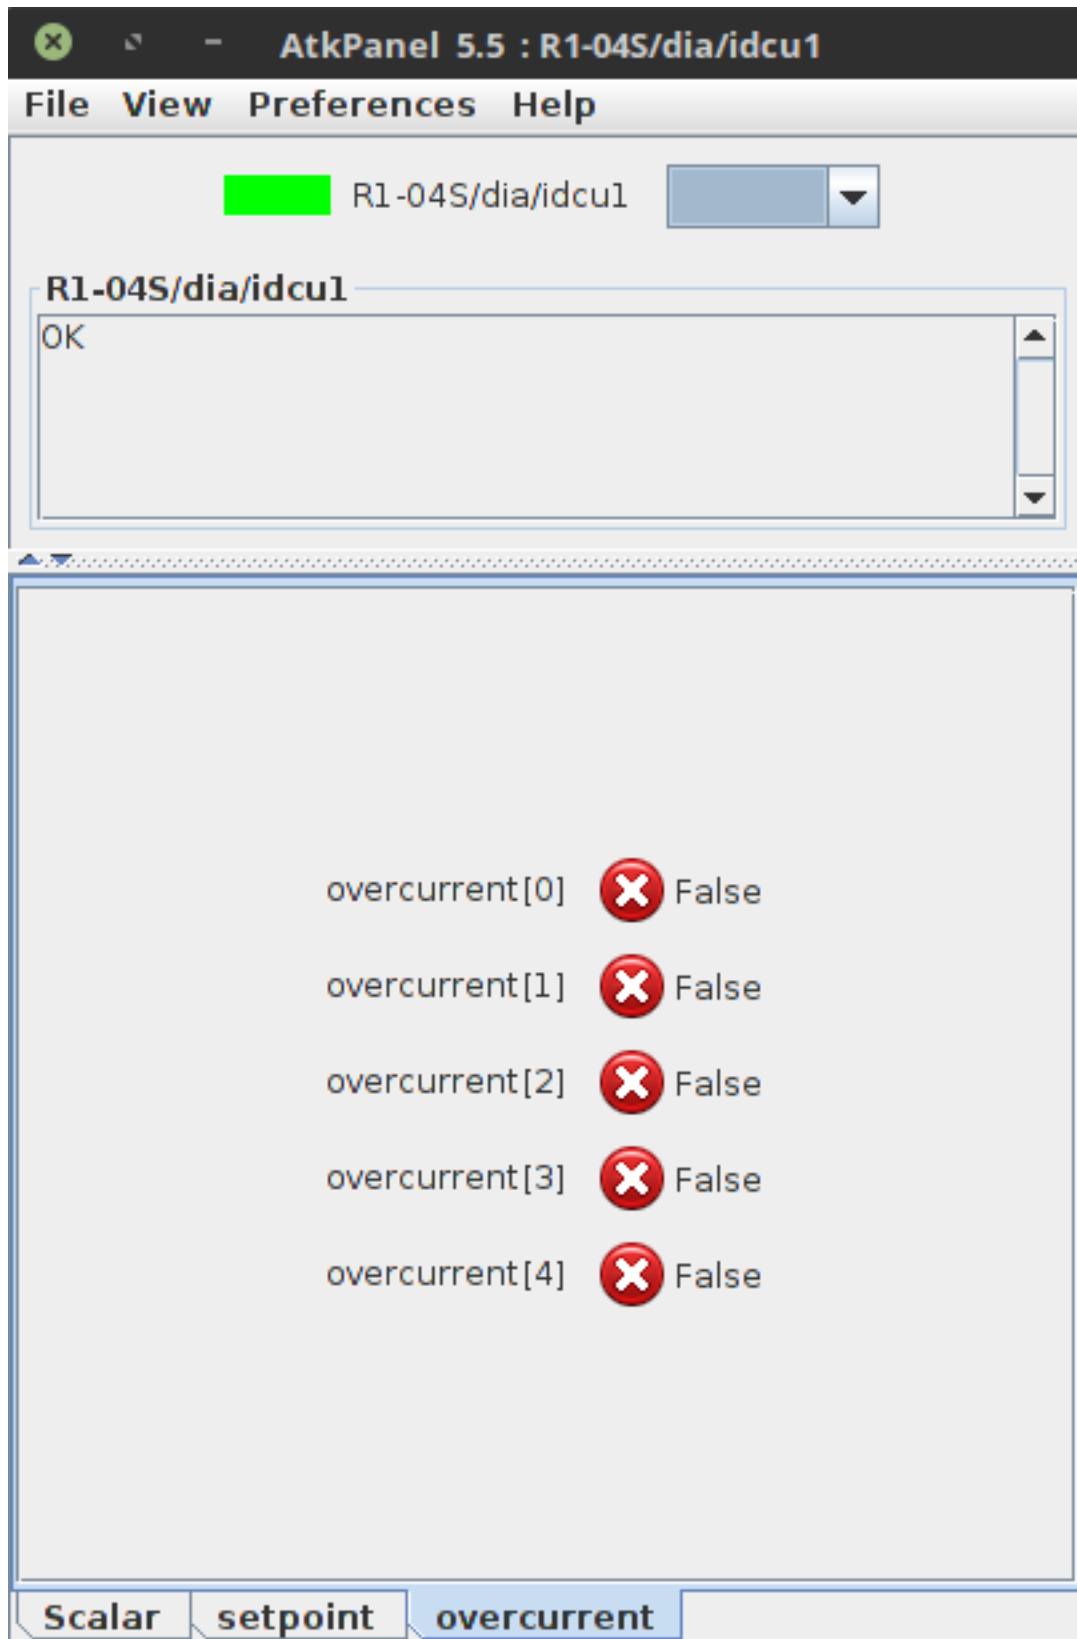 AtkPanel 5.5 : R1-04S/dia/idcu1
File View Preferences Help
R1-04S/dia/idcu1
R1-04S/dia/idcu1
OK
overcurrent[0] False
overcurrent[1] False
overcurrent[2] False
overcurrent[3] False
overcurrent[4] False
Scalar setpoint overcurrent